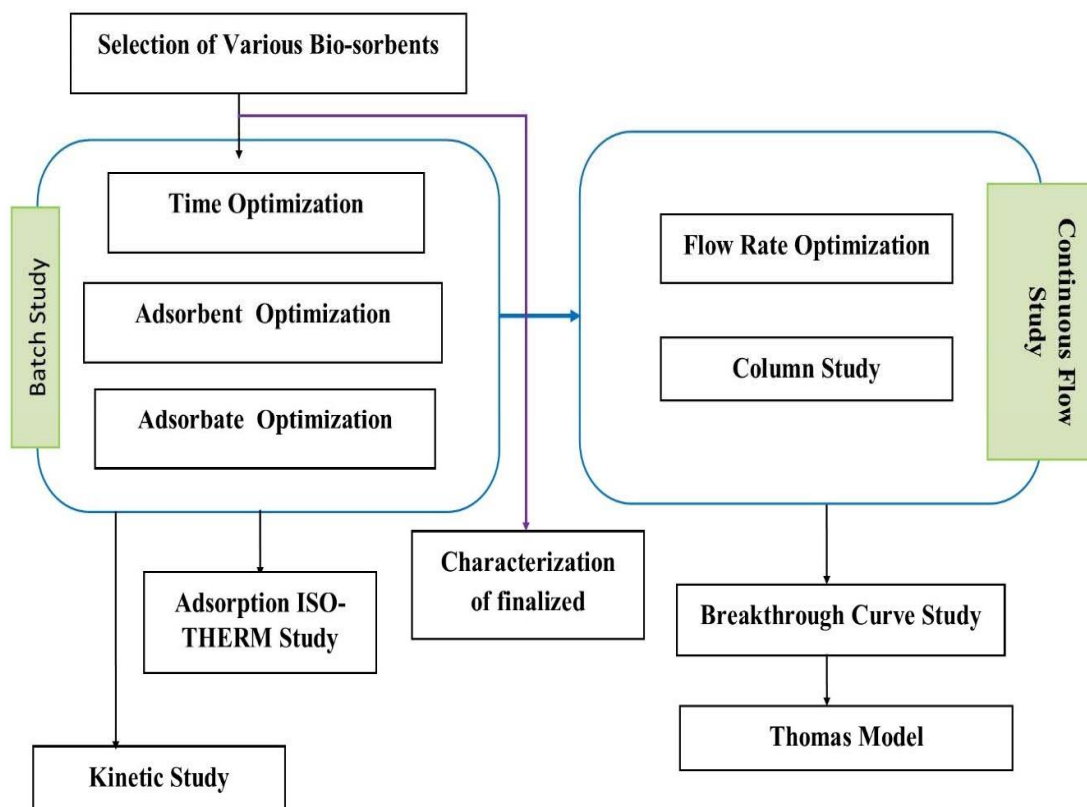 Selection of Various Bio-sorbents
Batch Study
Time Optimization
Adsorbent Optimization
Adsorbate Optimization
Flow Rate Optimization
Column Study
Continuous Flow
Study
Adsorption ISO-
THERM Study
Kinetic Study
Characterization
of finalized
Breakthrough Curve Study
Thomas Model